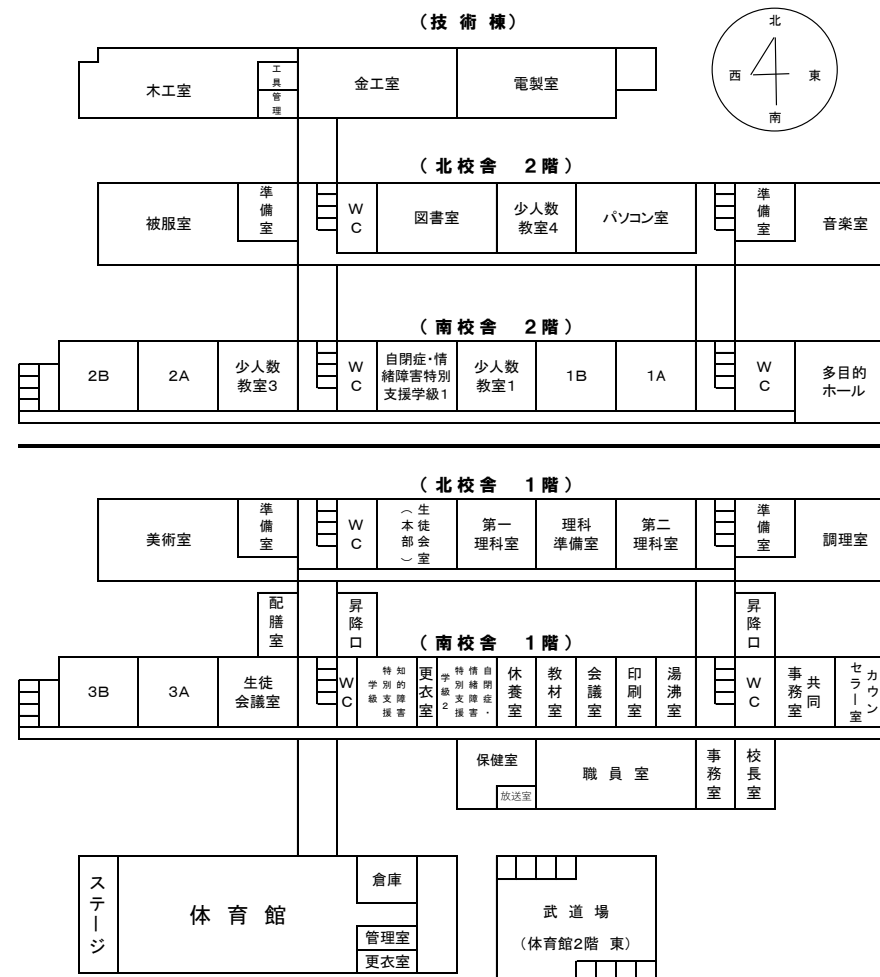 （技 術 棟）
北
西
東
南
木工室
工具
管理
金工室
電製室
（ 北 校 舎　２階 ）
被服室
準備室
ＷＣ
図書室
少人数
教室4
パソコン室
準備室
音楽室
（ 南 校 舎　２階 ）
2B
2A
少人数
教室3
ＷＣ
自閉症・情
緒障害特別
支援学級1
少人数
教室1
1B
1A
ＷＣ
多目的
ホール
（ 北 校 舎　１階 ）
美術室
準備室
ＷＣ
生徒会室
（本部）
第一
理科室
理科
準備室
第二
理科室
準備室
調理室
配膳室
昇降口
（ 南 校 舎　１階 ）
昇降口
3B
3A
生徒
会議室
ＷＣ
知的障害
特別支援
学級
更衣室
自閉症・
情緒障害
特別支援
学級2
休養室
教材室
会議室
印刷室
湯沸室
ＷＣ
共同
事務室
カウン
セラー室
保健室
放送室
職 員 室
事務室
校長室
ステージ
体 育 館
倉庫
管理室
更衣室
武 道 場
（体育館2階 東）